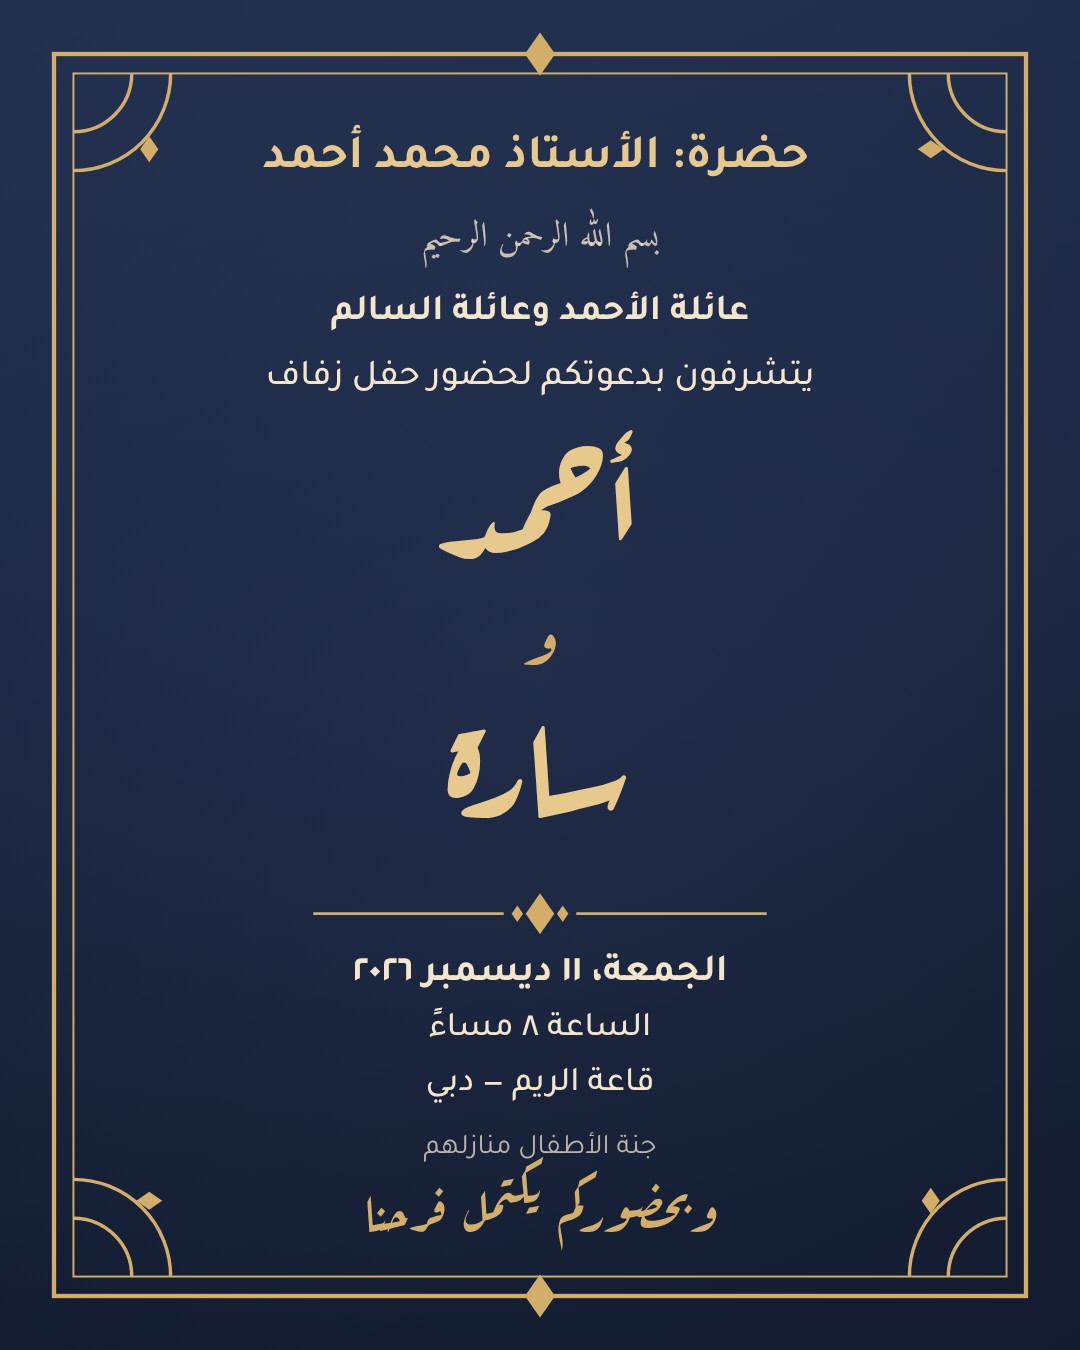 حضرة: الأستاذ محمد أحمد
بسم الله الرحمن الرحيم
عائلة الأحمد وعائلة السالم
يتشرفون بدعوتكم لحضور حفل زفاف
أحمد
و
سارة
الجمعة، ١١ ديسمبر ٢٠٢٦
الساعة ٨ مساءً
قاعة الريم – دبي
جنة الأطفال منازلهم
وبحضوركم يكتمل فرحنا